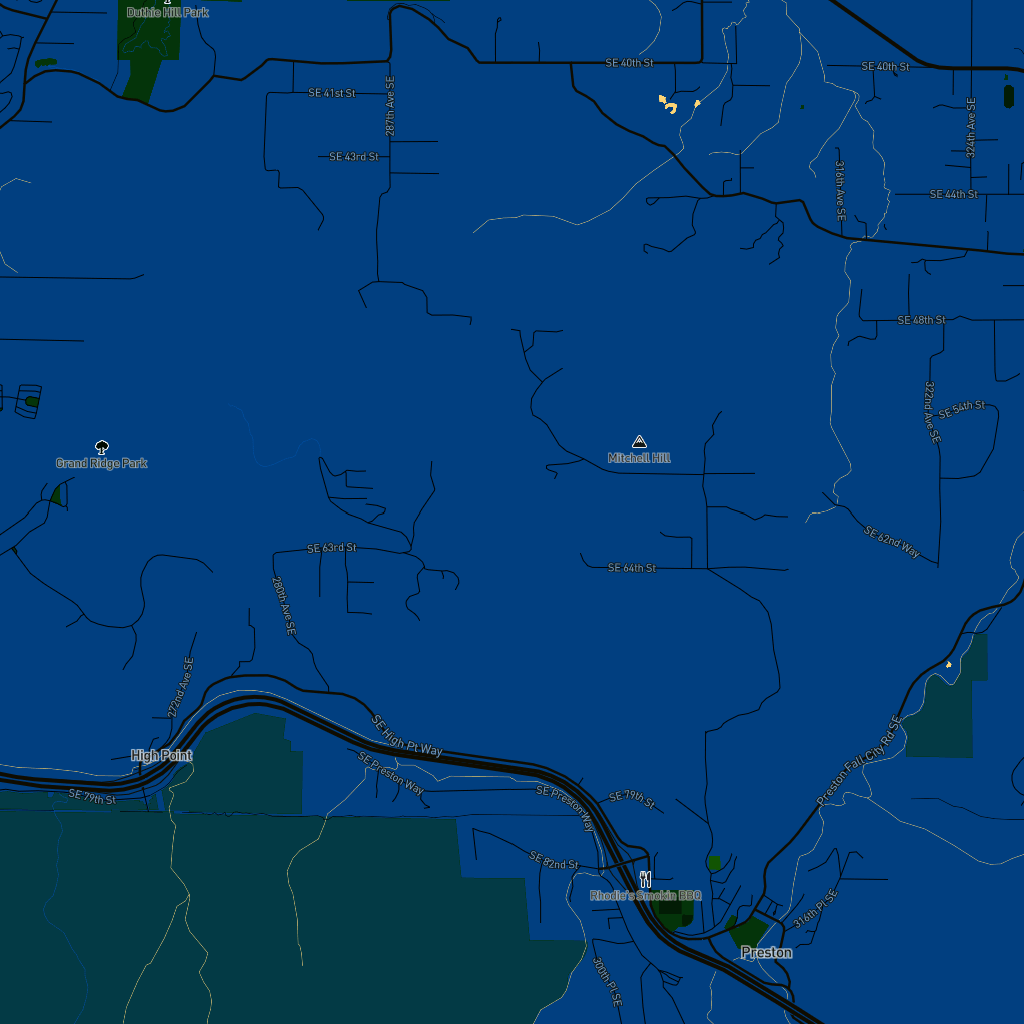 Duthie Hill Park
SE 40th St
SE 40th St
SE 41st St
287th Ave SE
324th Ave SE
SE 43rd St
316th Ave SE
SE 44th St
SE 48th St
322nd Ave SE
SE 54th St
Grand Ridge Park
Mitchell Hill
SE 62nd Way
SE 63rd St
SE 64th St
280th Ave SE
272nd Ave SE
SE High Pt Way
High Point
Preston Fall City Rd SE
SE Preston Way
SE 79th St
SE Preston Way
SE 79th St
SE 82nd St
Rhodie's Smokin BBQ
316th Pl SE
Preston
300th Pl SE